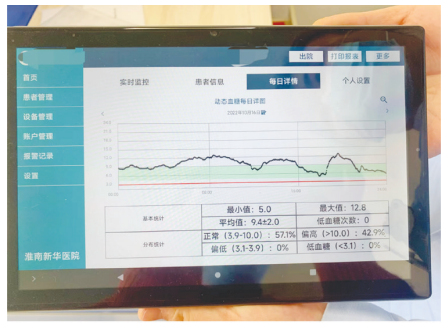 出院 打印报告 更多
首页
患者管理
设备管理
账户管理
报警记录
设置
淮南新华医院
实时监控 患者信息 每日详情 个人设置
动态血糖每日详图
基本统计
最小值: 5.0 最大值: 12.8
平均值: 9.4±2.0 低血糖次数: 0
分布统计
正常 (3.9-10.0) : 57.1% 偏高 (>10.0) : 42.9%
偏低 (3.1-3.9) : 0% 低血糖 (<3.1) : 0%